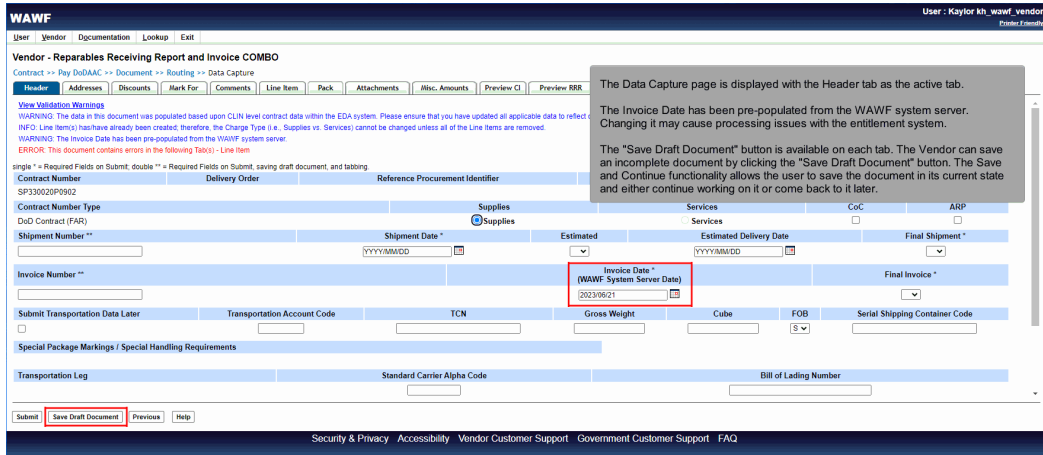 WAWF
User : Kaylor kh_wawf_vendor
Printer Friendly
User Vendor Documentation Lookup Exit
Vendor - Reparables Receiving Report and Invoice COMBO
Contract >> Pay DoDAAC >> Document >> Routing >> Data Capture
Header Addresses Discounts Mark For Comments Line Item Pack Attachments Misc. Amounts Preview CI Preview RRR
View Validation Warnings
WARNING: The data in this document was populated based upon CLIN level contract data within the EDA system. Please ensure that you have updated all applicable data to reflect
INFO: Line Item(s) has/have already been created; therefore, the Charge Type (i.e., Supplies vs. Services) cannot be changed unless all of the Line Items are removed.
WARNING: The Invoice Date has been pre-populated from the WAWF system server.
ERROR: This document contains errors in the following Tab(s) - Line Item
The Data Capture page is displayed with the Header tab as the active tab.
The Invoice Date has been pre-populated from the WAWF system server.
Changing it may cause processing issues with the entitlement system.
The "Save Draft Document" button is available on each tab. The Vendor can save
an incomplete document by clicking the "Save Draft Document" button. The Save
and Continue functionality allows the user to save the document in its current state
and either continue working on it or come back to it later.
single * = Required Fields on Submit; double ** = Required Fields on Submit, saving draft document, and tabbing.
Contract Number Delivery Order Reference Procurement Identifier
SP330020P0902
Contract Number Type Supplies Services CoC ARP
DoD Contract (FAR) Supplies Services
Shipment Number ** Shipment Date * Estimated Estimated Delivery Date Final Shipment *
YYYY/MM/DD YYYY/MM/DD
Invoice Number ** Invoice Date * Final Invoice *
(WAWF System Server Date)
2023/06/21
Submit Transportation Data Later Transportation Account Code TCN Gross Weight Cube FOB Serial Shipping Container Code
S
Special Package Markings / Special Handling Requirements
Transportation Leg Standard Carrier Alpha Code Bill of Lading Number
Submit Save Draft Document Previous Help
Security & Privacy Accessibility Vendor Customer Support Government Customer Support FAQ